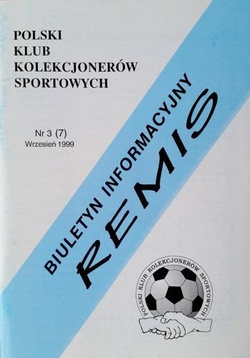 POLSKI
KLUB
KOLEKCJONERÓW
SPORTOWYCH
Nr 3 (7)
Wrzesień 1999
BIULETYN INFORMACYJNY
REMIS
POLSKI KLUB KOLEKCJONERÓW SPORTOWYCH